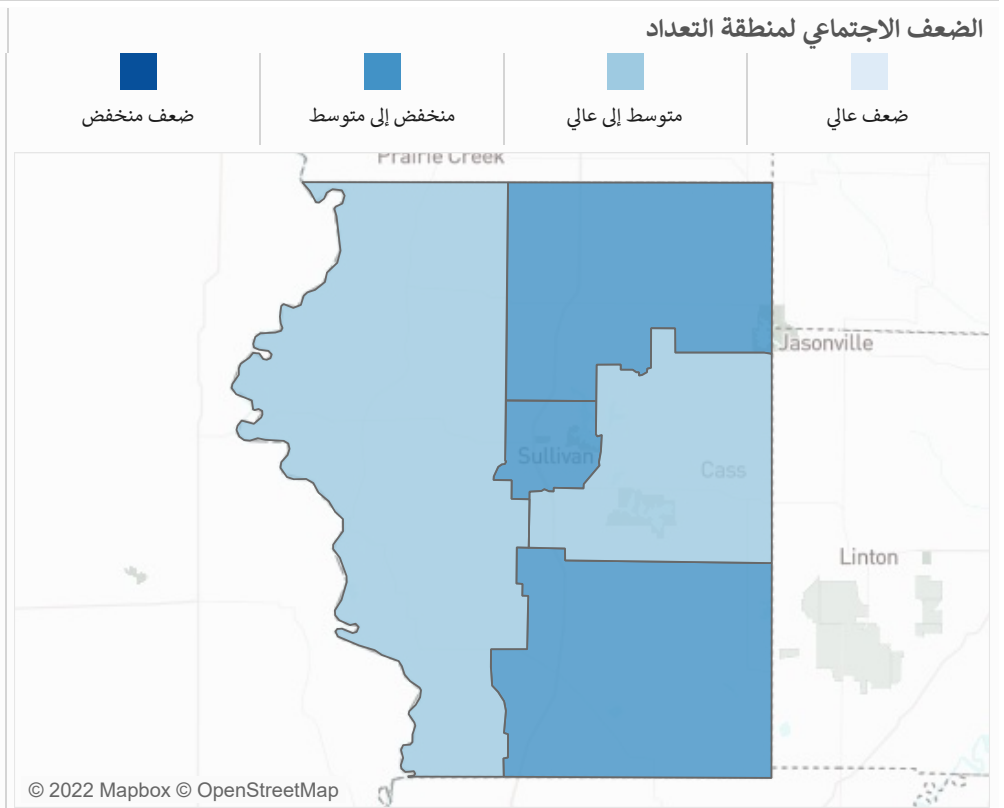 الضعف الاجتماعي لمنطقة التعداد
ضعف عالي
متوسط إلى عالي
منخفض إلى متوسط
ضعف منخفض
Prairie Creek
Jasonville
Sullivan
Cass
Linton
© 2022 Mapbox © OpenStreetMap